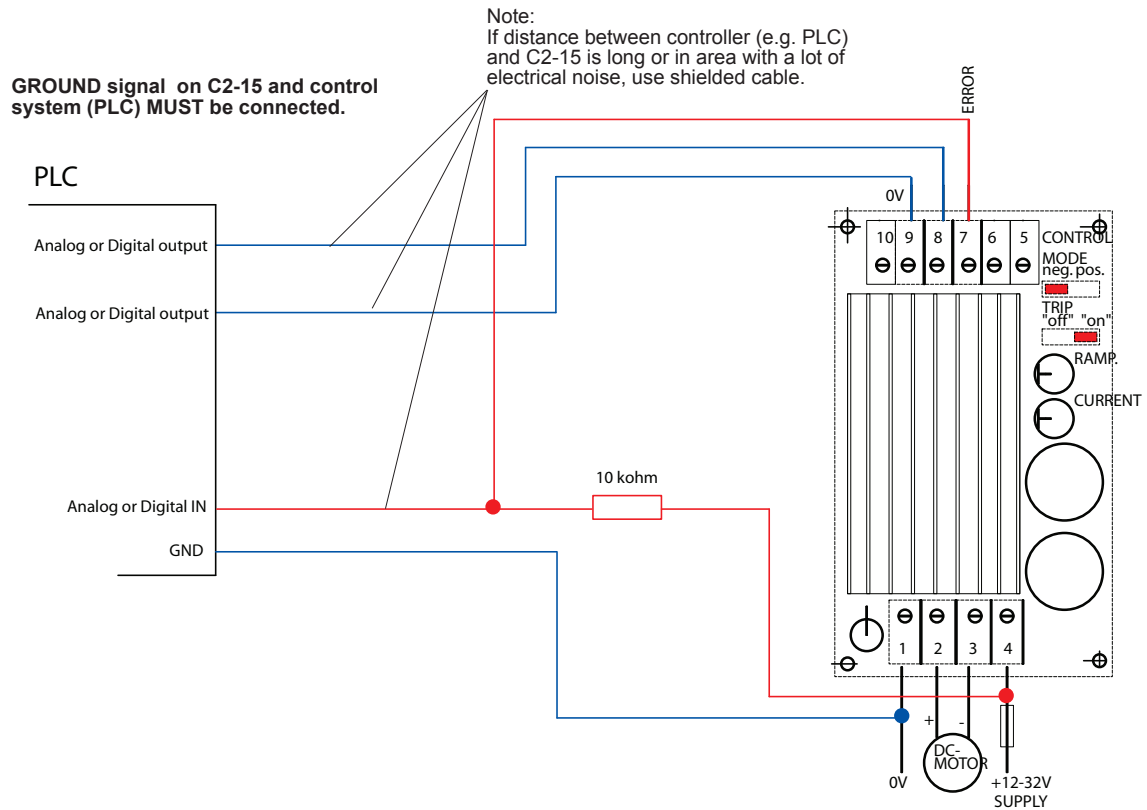 Note:
If distance between controller (e.g. PLC)
and C2-15 is long or in area with a lot of
electrical noise, use shielded cable.
GROUND signal on C2-15 and control
system (PLC) MUST be connected.
ERROR
PLC
0V
Analog or Digital output
10 9 8 7 6 5 CONTROL
MODE
neg. pos.
Analog or Digital output
TRIP
"off" "on"
RAMP.
CURRENT
10 kohm
Analog or Digital IN
GND
1 2 3 4
+ -
DC-
MOTOR
0V
+12-32V
SUPPLY